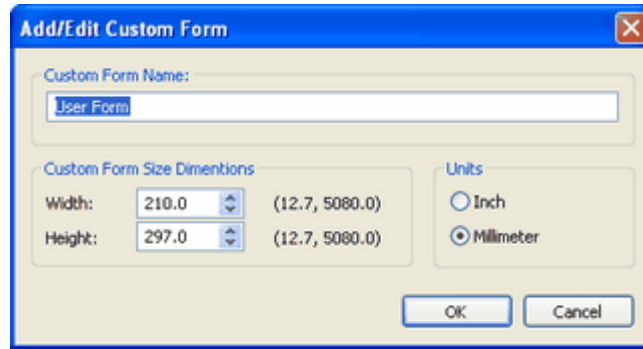 Add/Edit Custom Form
Custom Form Name:
User Form
Custom Form Size Dimentions
Units
Width: 210.0 (12.7, 5080.0)
Inch
Height: 297.0 (12.7, 5080.0)
Millimeter
OK Cancel